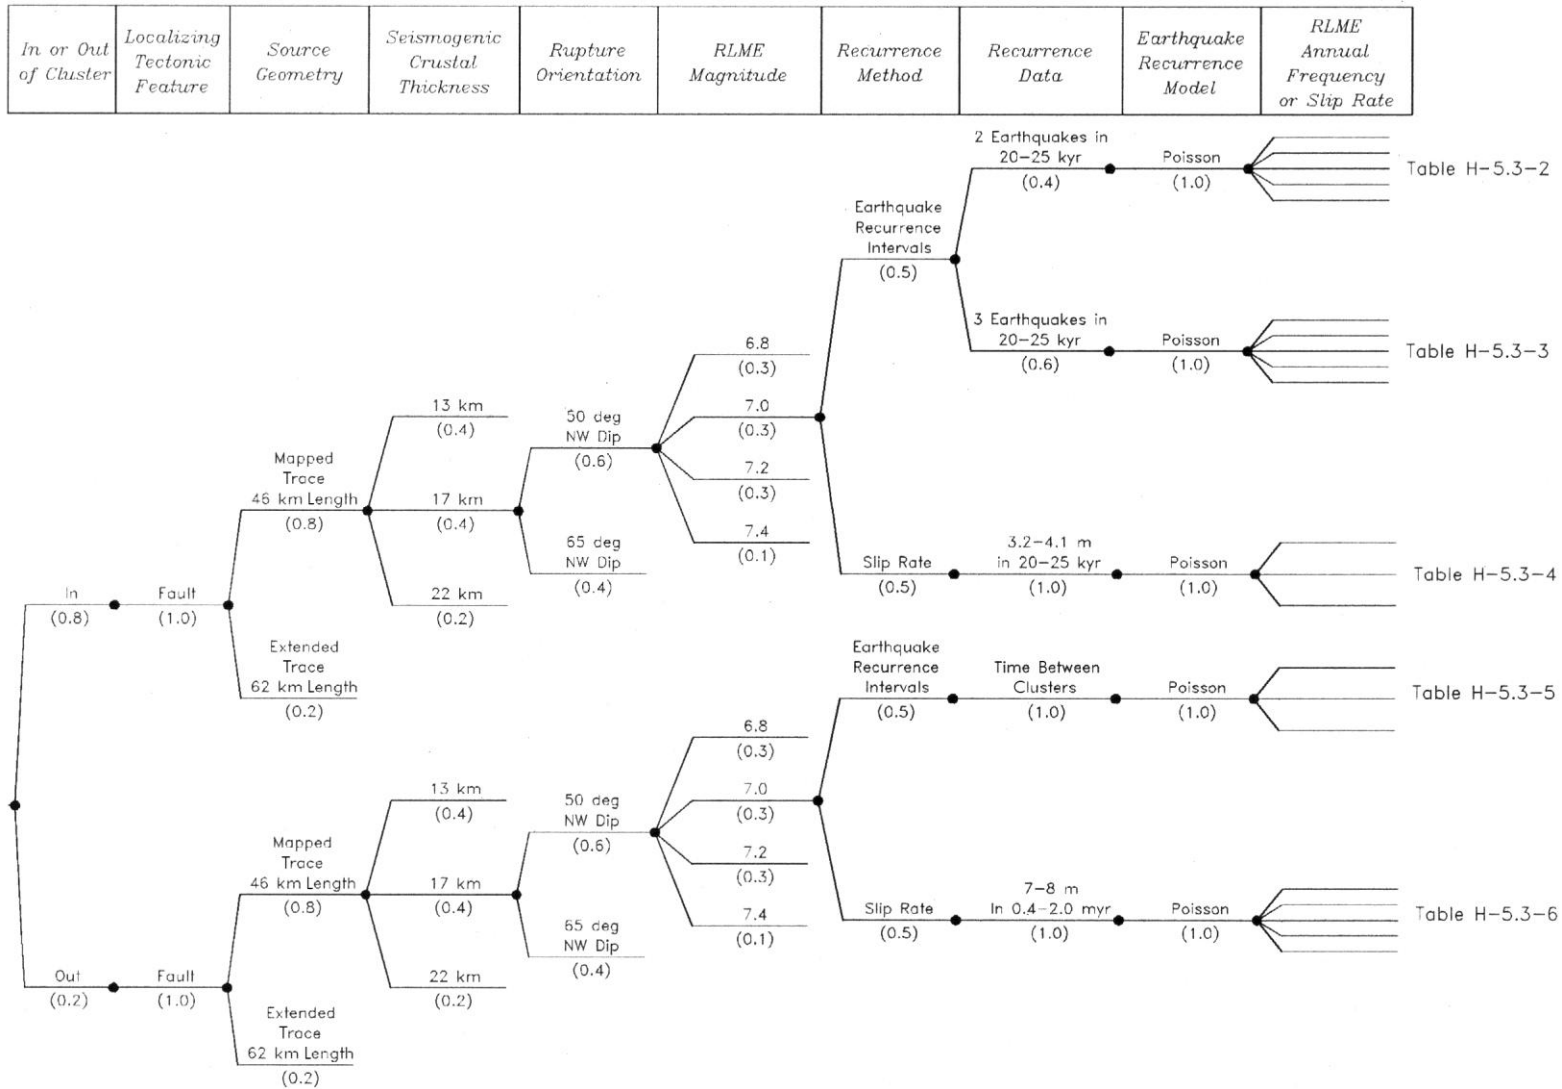 In or Out
of Cluster
Localizing
Tectonic
Feature
Source
Geometry
Seismogenic
Crustal
Thickness
Rupture
Orientation
RLME
Magnitude
Recurrence
Method
Recurrence
Data
Earthquake
Recurrence
Model
RLME
Annual
Frequency
or Slip Rate
In
(0.8)
Fault
(1.0)
Mapped
Trace
46 km Length
(0.8)
Extended
Trace
62 km Length
(0.2)
13 km
(0.4)
17 km
(0.4)
22 km
(0.2)
50 deg
NW Dip
(0.6)
65 deg
NW Dip
(0.4)
6.8
(0.3)
7.0
(0.3)
7.2
(0.3)
7.4
(0.1)
Earthquake
Recurrence
Intervals
(0.5)
2 Earthquakes in
20-25 kyr
(0.4)
Poisson
(1.0)
Table H-5.3-2
3 Earthquakes in
20-25 kyr
(0.6)
Poisson
(1.0)
Table H-5.3-3
Slip Rate
(0.5)
3.2-4.1 m
in 20-25 kyr
(1.0)
Poisson
(1.0)
Table H-5.3-4
Out
(0.2)
Fault
(1.0)
Mapped
Trace
46 km Length
(0.8)
Extended
Trace
62 km Length
(0.2)
13 km
(0.4)
17 km
(0.4)
22 km
(0.2)
50 deg
NW Dip
(0.6)
65 deg
NW Dip
(0.4)
6.8
(0.3)
7.0
(0.3)
7.2
(0.3)
7.4
(0.1)
Earthquake
Recurrence
Intervals
(0.5)
Time Between
Clusters
(1.0)
Poisson
(1.0)
Table H-5.3-5
Slip Rate
(0.5)
7-8 m
In 0.4-2.0 myr
(1.0)
Poisson
(1.0)
Table H-5.3-6